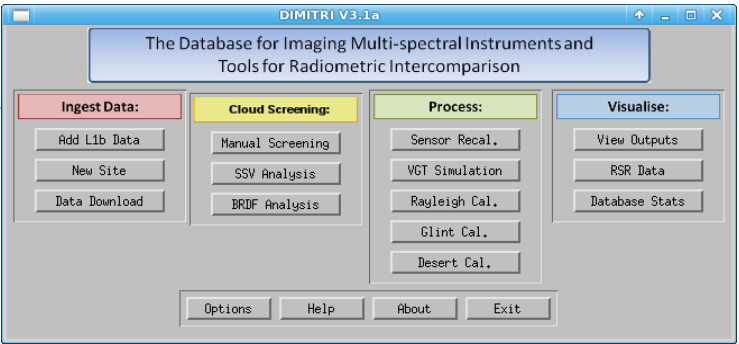 DIMITRI V3.1a
The Database for Imaging Multi-spectral Instruments and
Tools for Radiometric Intercomparison
Ingest Data:
Add L1b Data
New Site
Data Download
Cloud Screening:
Manual Screening
SSV Analysis
BRDF Analysis
Process:
Sensor Recal.
VGT Simulation
Rayleigh Cal.
Glint Cal.
Desert Cal.
Visualise:
View Outputs
RSR Data
Database Stats
Options
Help
About
Exit